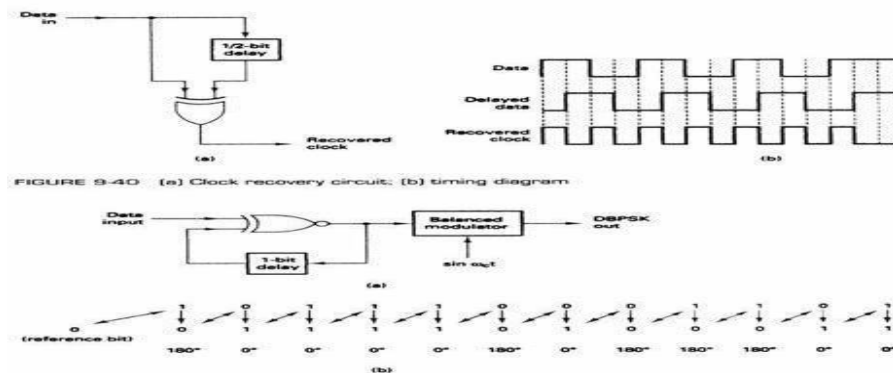 Data
in
1/2-bit
delay
Recovered
clock
(a)
Data
Delayed
data
Recovered
clock
(b)
FIGURE 9-40 (a) Clock recovery circuit; (b) timing diagram
Data
input
1-bit
delay
Balanced
modulator
DBPSK
out
sin ωct
(a)
1 0 1 1 1 0 0 0 1 1 0 1
0 0 1 1 1 1 0 1 0 0 0 1 1
(reference bit)
180° 0° 0° 0° 0° 180° 0° 180° 180° 180° 0° 0°
(b)